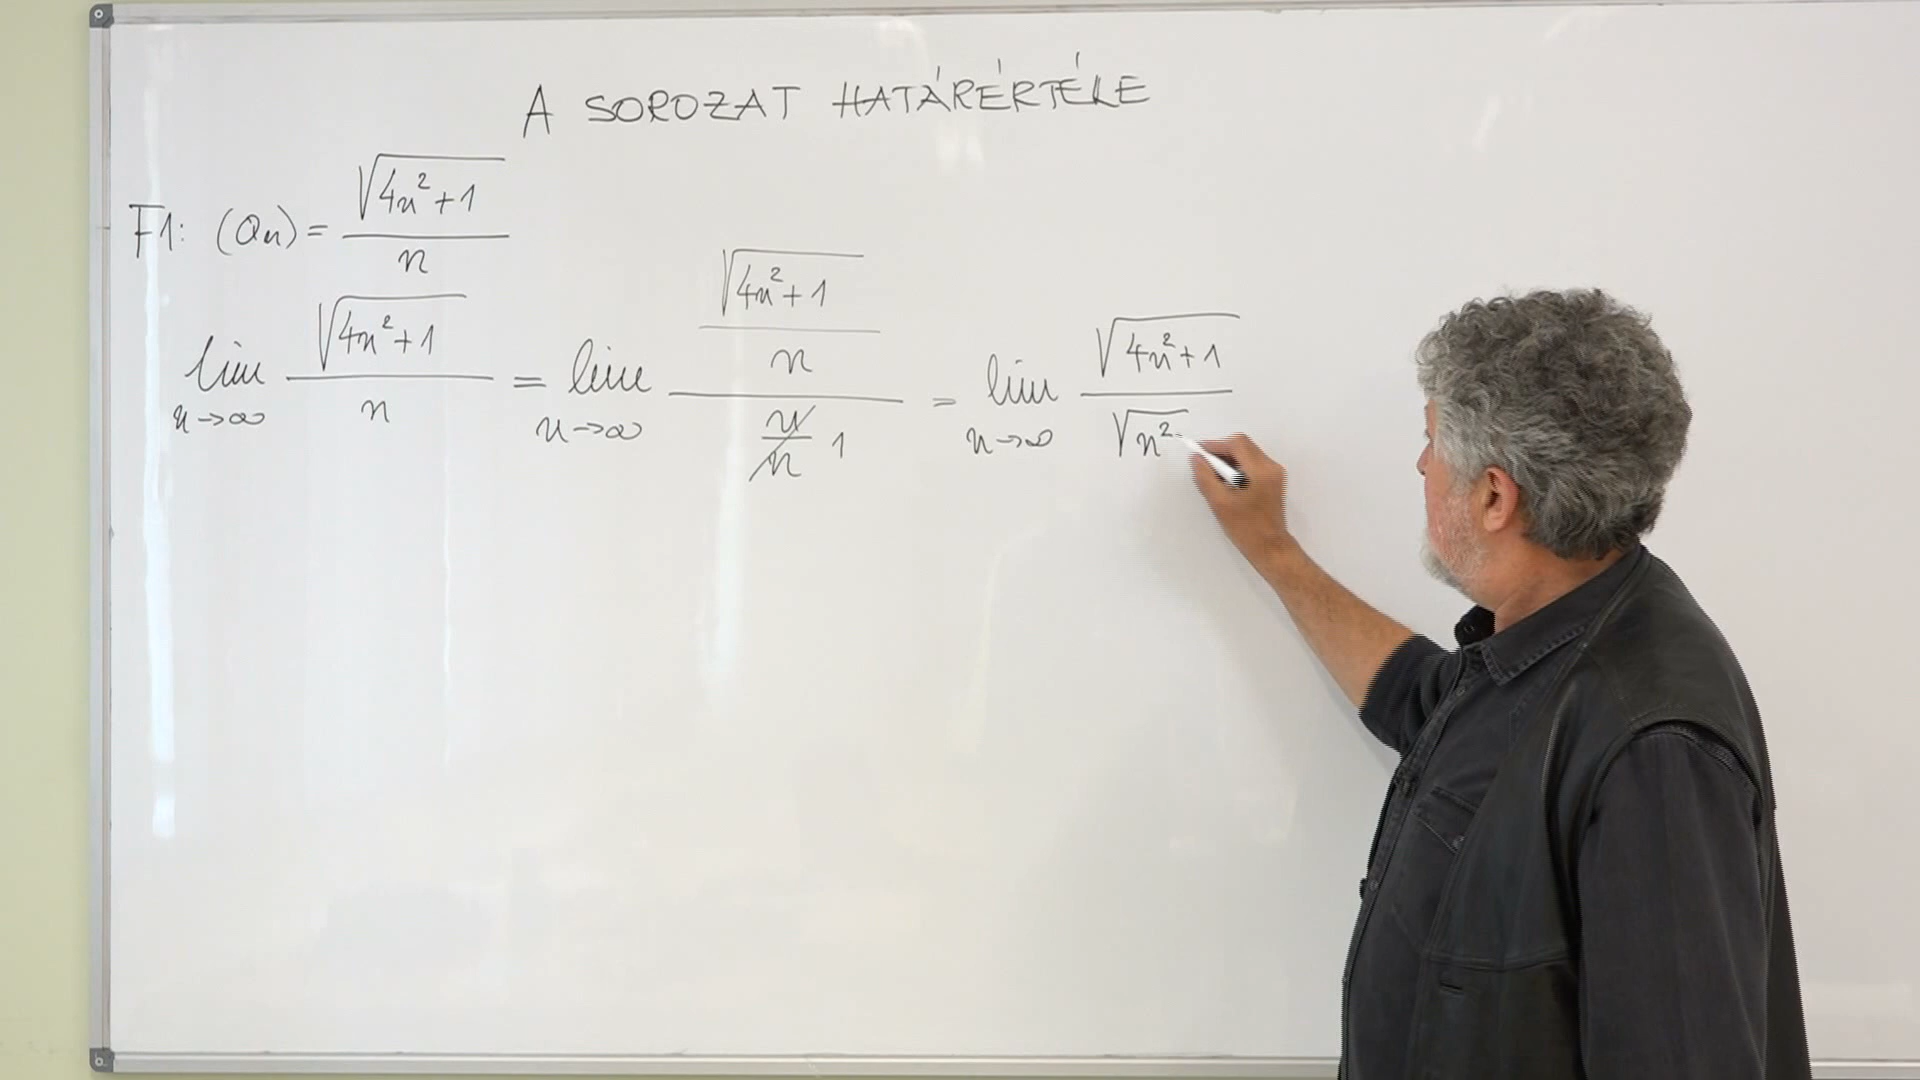 A SOROZAT HATÁRÉRTÉKE
F1: (an) = √(4n²+1) / n
lim n→∞ √(4n²+1) / n = lim n→∞ (√(4n²+1) / n) / (n / n) 1 = lim n→∞ √(4n²+1) / √(n²)